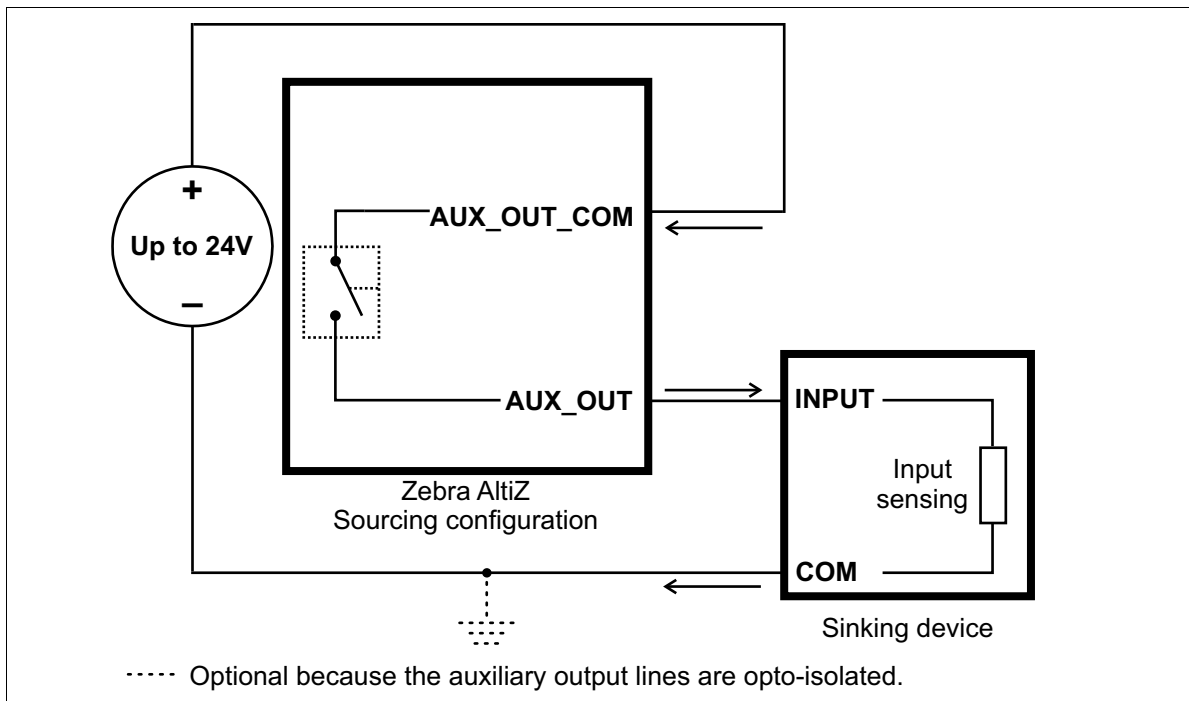 +
Up to 24V
–
AUX_OUT_COM
AUX_OUT
Zebra AltiZ
Sourcing configuration
INPUT
Input
sensing
COM
Sinking device
Optional because the auxiliary output lines are opto-isolated.